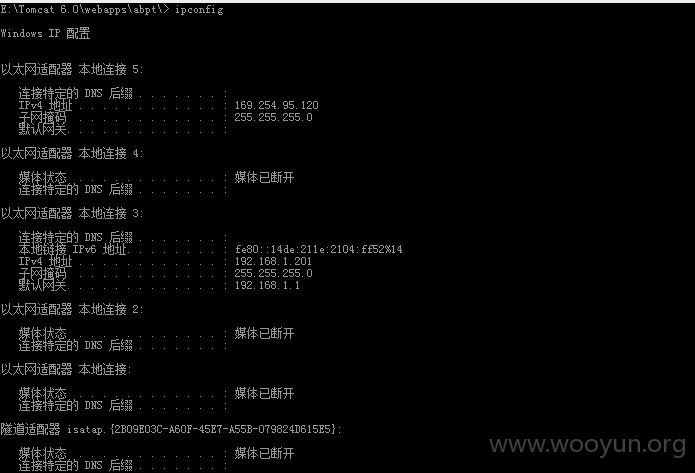 E:\Tomcat 6.0\webapps\abpt\> ipconfig
Windows IP 配置
以太网适配器 本地连接 5:
连接特定的 DNS 后缀 . . . . . . . :
IPv4 地址 . . . . . . . . . . . . : 169.254.95.120
子网掩码 . . . . . . . . . . . . : 255.255.255.0
默认网关. . . . . . . . . . . . . :
以太网适配器 本地连接 4:
媒体状态 . . . . . . . . . . . . : 媒体已断开
连接特定的 DNS 后缀 . . . . . . . :
以太网适配器 本地连接 3:
连接特定的 DNS 后缀 . . . . . . . :
本地链接 IPv6 地址. . . . . . . . : fe80::14de:211e:2104:ff52%14
IPv4 地址 . . . . . . . . . . . . : 192.168.1.201
子网掩码 . . . . . . . . . . . . : 255.255.255.0
默认网关. . . . . . . . . . . . . : 192.168.1.1
以太网适配器 本地连接 2:
媒体状态 . . . . . . . . . . . . : 媒体已断开
连接特定的 DNS 后缀 . . . . . . . :
以太网适配器 本地连接:
媒体状态 . . . . . . . . . . . . : 媒体已断开
连接特定的 DNS 后缀 . . . . . . . :
隧道适配器 isatap.{2B09E03C-A60F-45E7-A55B-079824D615E5}:
媒体状态 . . . . . . . . . . . . : 媒体已断开
连接特定的 DNS 后缀 . . . . . . . :
www.wooyun.org